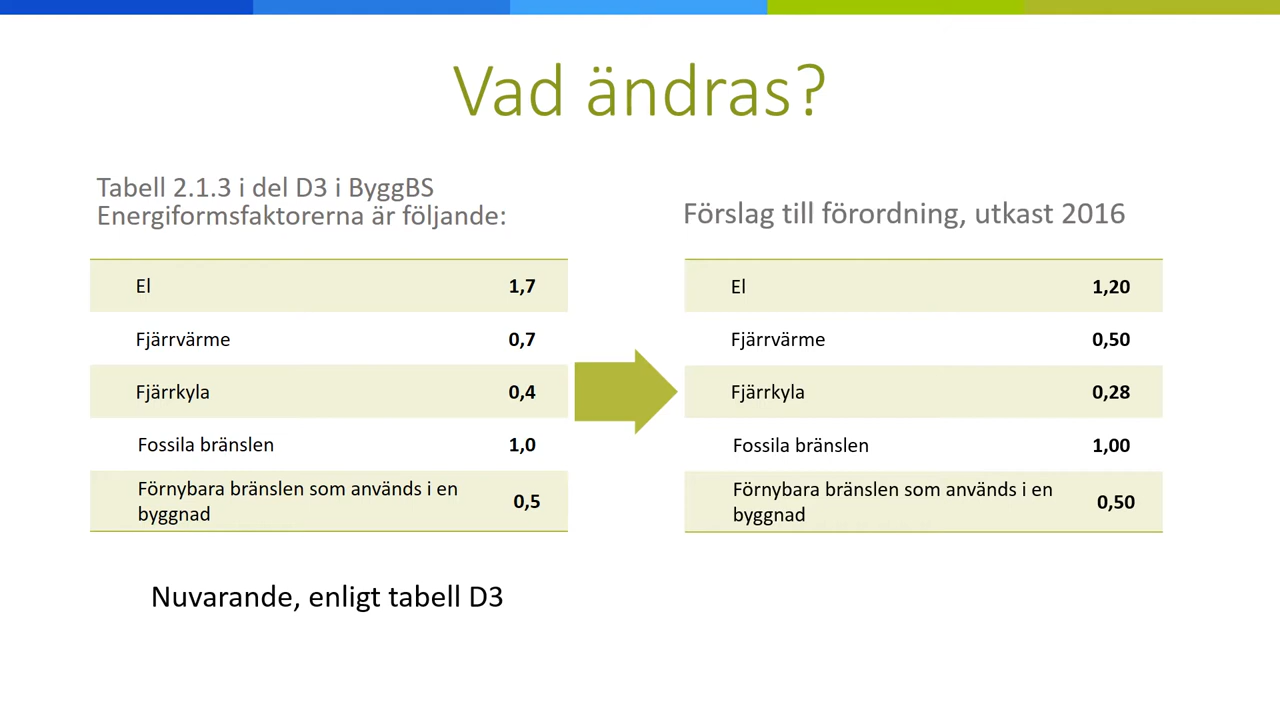 Vad ändras?
Tabell 2.1.3 i del D3 i ByggBS
Energiformsfaktorerna är följande:
El 1,7
Fjärrvärme 0,7
Fjärrkyla 0,4
Fossila bränslen 1,0
Förnybara bränslen som används i en
byggnad 0,5
Nuvarande, enligt tabell D3
Förslag till förordning, utkast 2016
El 1,20
Fjärrvärme 0,50
Fjärrkyla 0,28
Fossila bränslen 1,00
Förnybara bränslen som används i en
byggnad 0,50